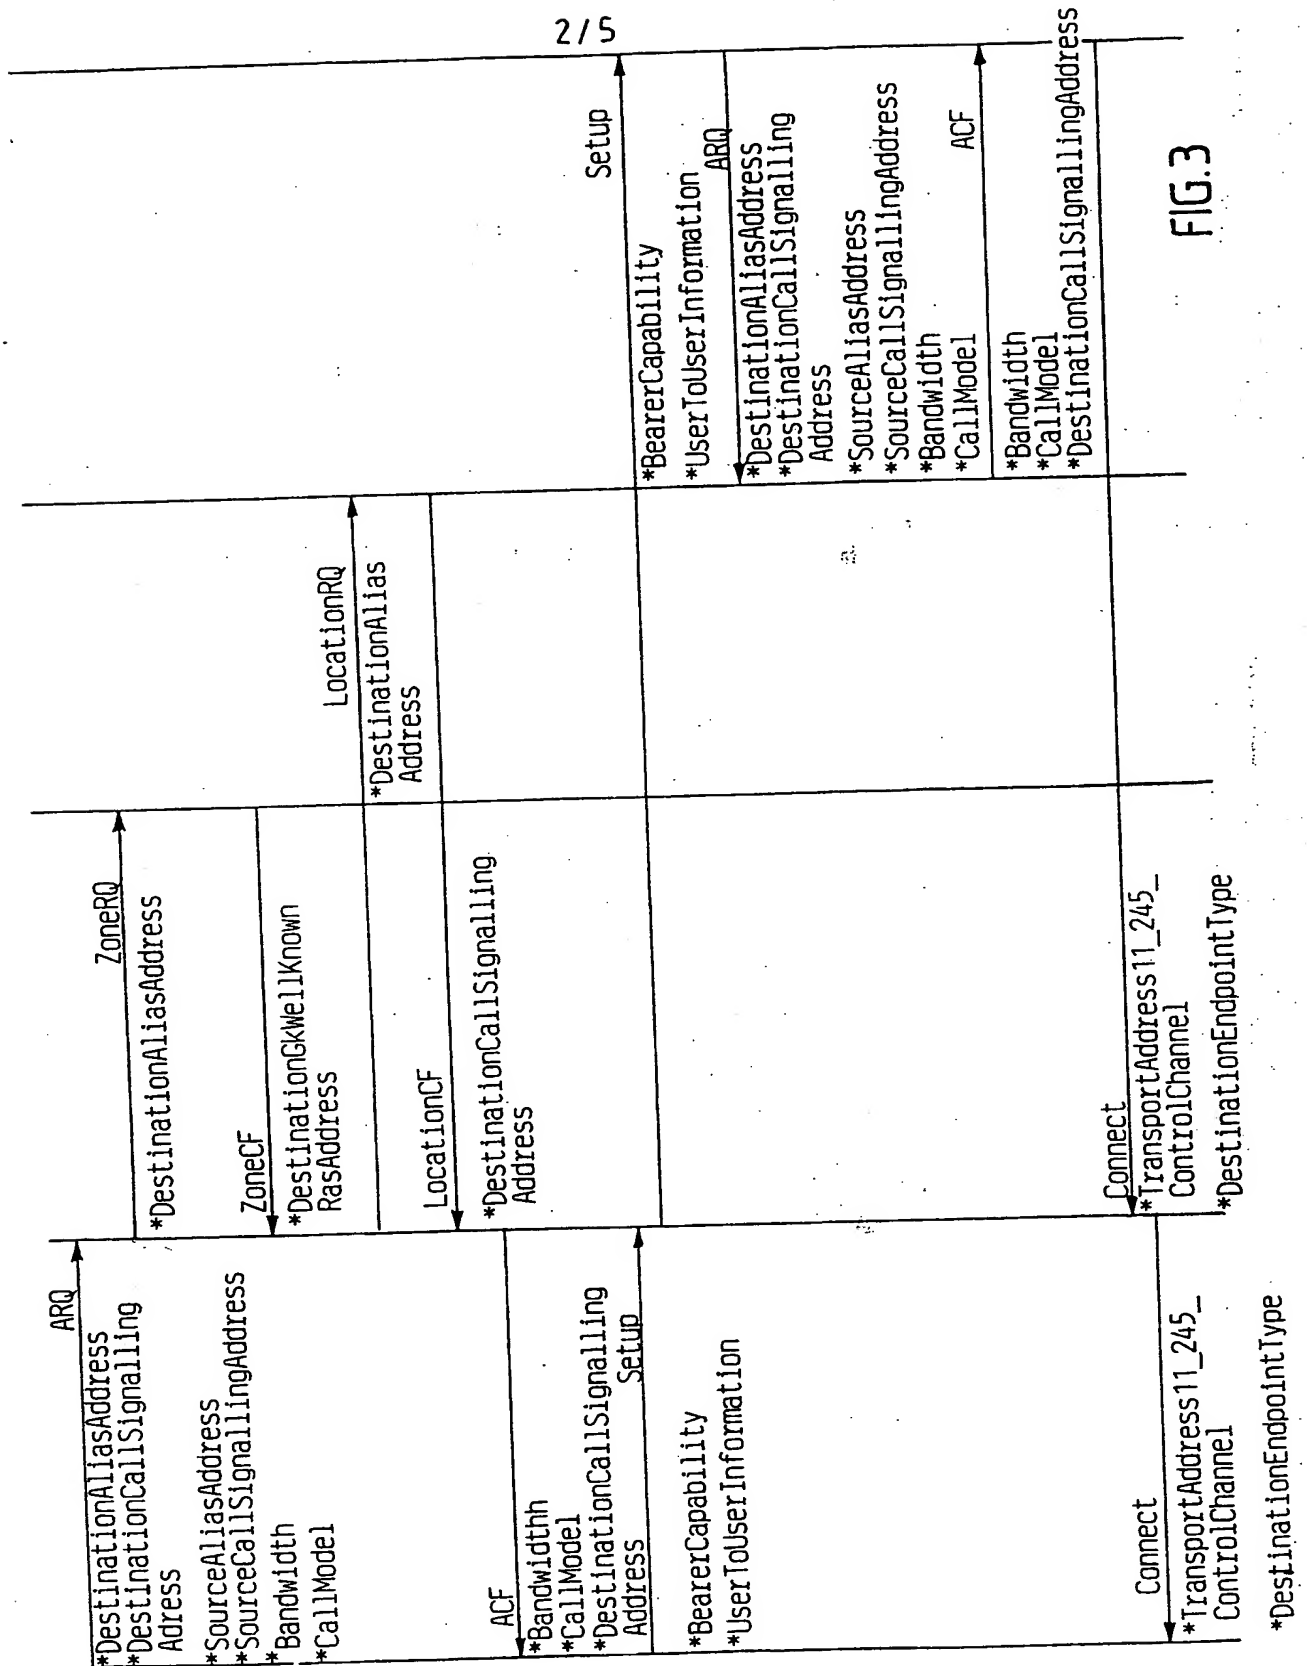 2/5
ARQ
*DestinationAliasAddress
*DestinationCallSignalling
Adress
*SourceAliasAddress
*SourceCallSignallingAddress
*Bandwidth
*CallModel
ZoneRQ
*DestinationAliasAddress
ZoneCF
*DestinationGkWellKnown
RasAddress
LocationRQ
*DestinationAlias
Address
LocationCF
*DestinationCallSignalling
Address
ACF
*Bandwidthh
*CallModel
*DestinationCallSignalling
Address
Setup
*BearerCapability
*UserToUserInformation
Setup
*BearerCapability
*UserToUserInformation
ARQ
*DestinationAliasAddress
*DestinationCallSignalling
Address
*SourceAliasAddress
*SourceCallSignallingAddress
*Bandwidth
*CallModel
ACF
*Bandwidth
*CallModel
*DestinationCallSignallingAddress
Connect
*TransportAddress11_245_
ControlChannel
*DestinationEndpointType
Connect
*TransportAddress11_245_
ControlChannel
*DestinationEndpointType
FIG.3